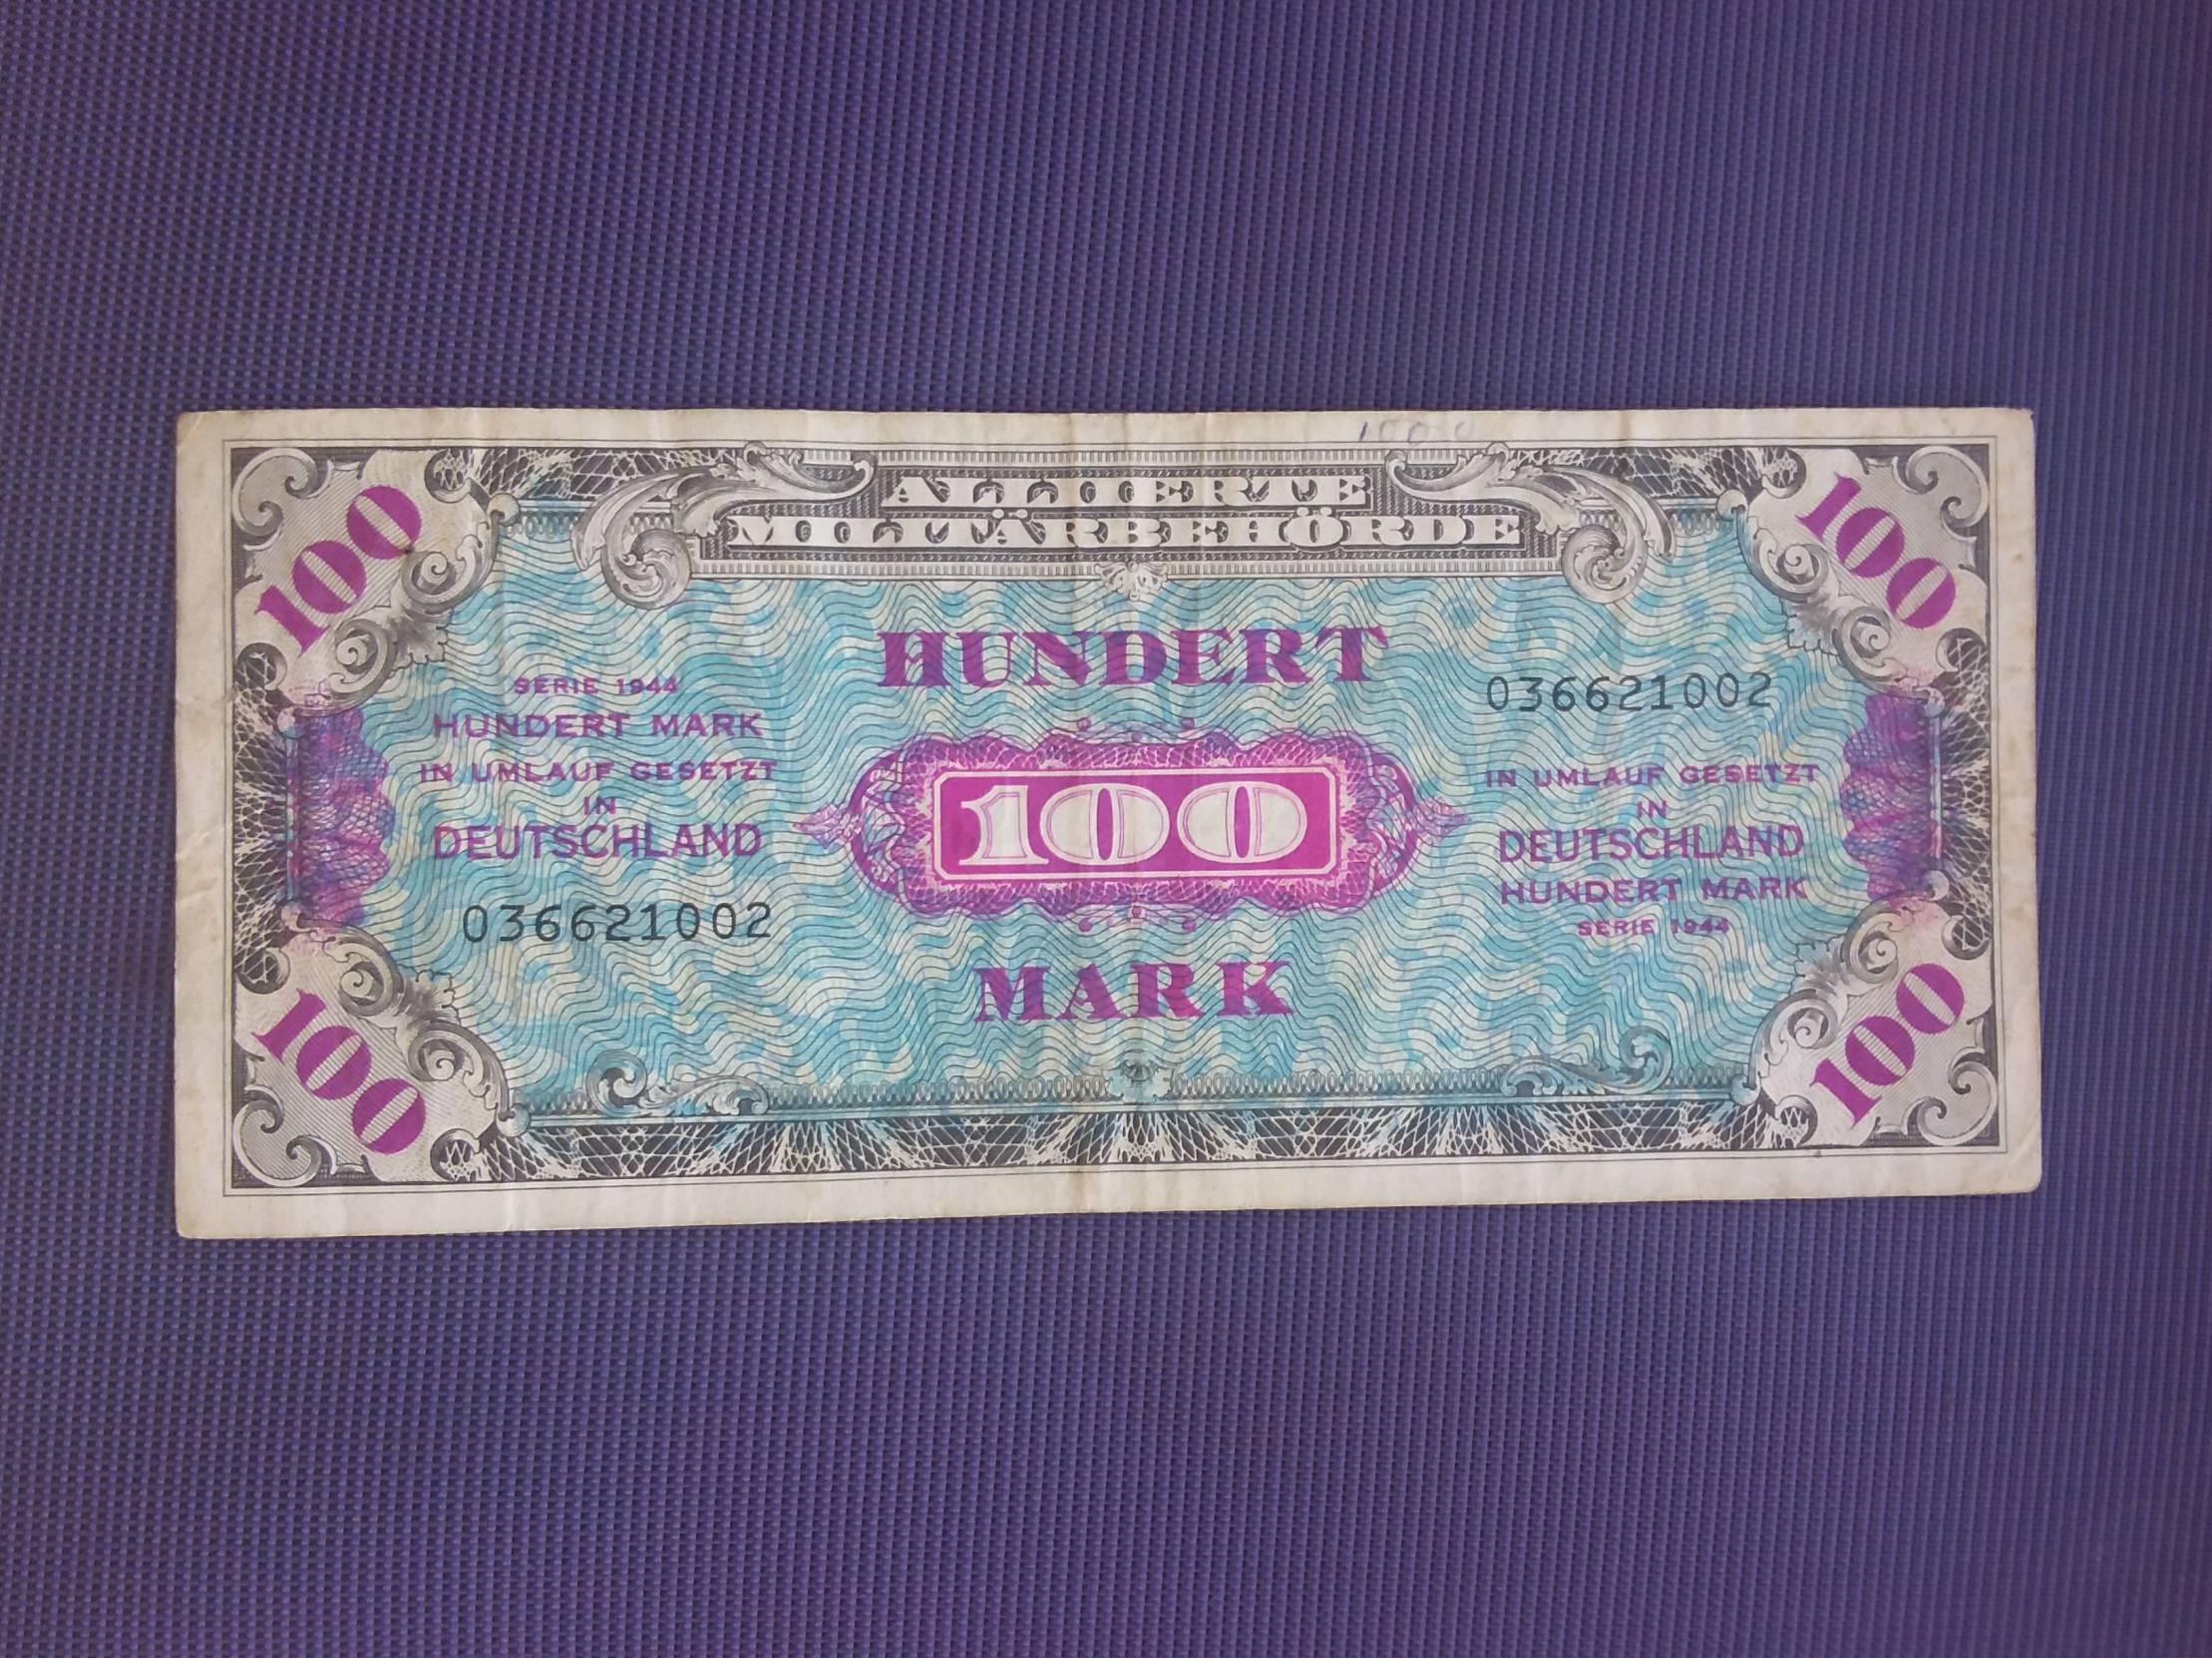 100
ALLIIERTE
MILITÄRBEHÖRDE
100
HUNDERT
SERIE 1944
HUNDERT MARK
IN UMLAUF GESETZT
IN
DEUTSCHLAND
036621002
100
036621002
IN UMLAUF GESETZT
IN
DEUTSCHLAND
HUNDERT MARK
SERIE 1944
MARK
100
100